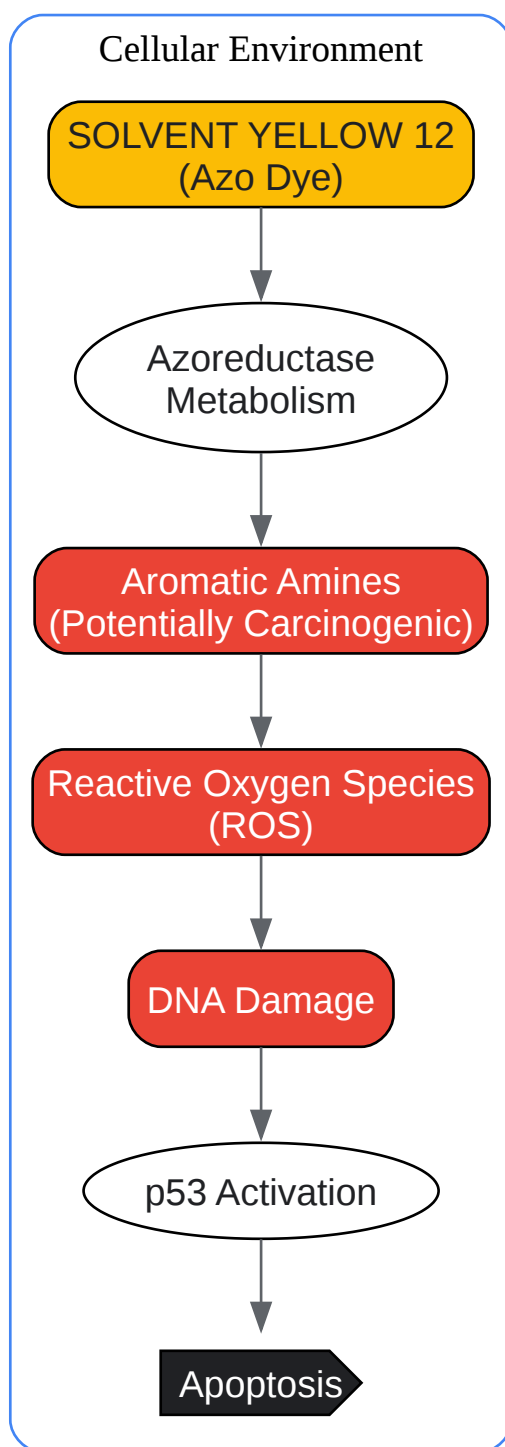 Cellular Environment
SOLVENT YELLOW 12
(Azo Dye)
Azoreductase
Metabolism
Aromatic Amines
(Potentially Carcinogenic)
Reactive Oxygen Species
(ROS)
DNA Damage
p53 Activation
Apoptosis